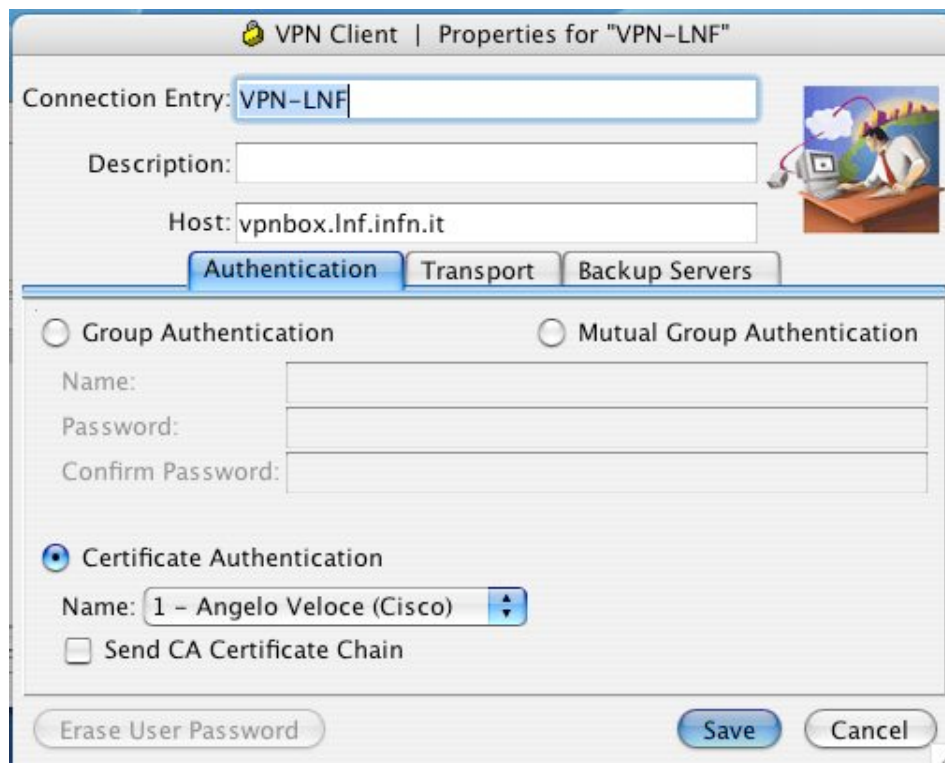 VPN Client | Properties for "VPN-LNF"
Connection Entry: VPN-LNF
Description:
Host: vpnbox.lnf.infn.it
Authentication Transport Backup Servers
Group Authentication Mutual Group Authentication
Name:
Password:
Confirm Password:
Certificate Authentication
Name: 1 - Angelo Veloce (Cisco)
Send CA Certificate Chain
Erase User Password Save Cancel